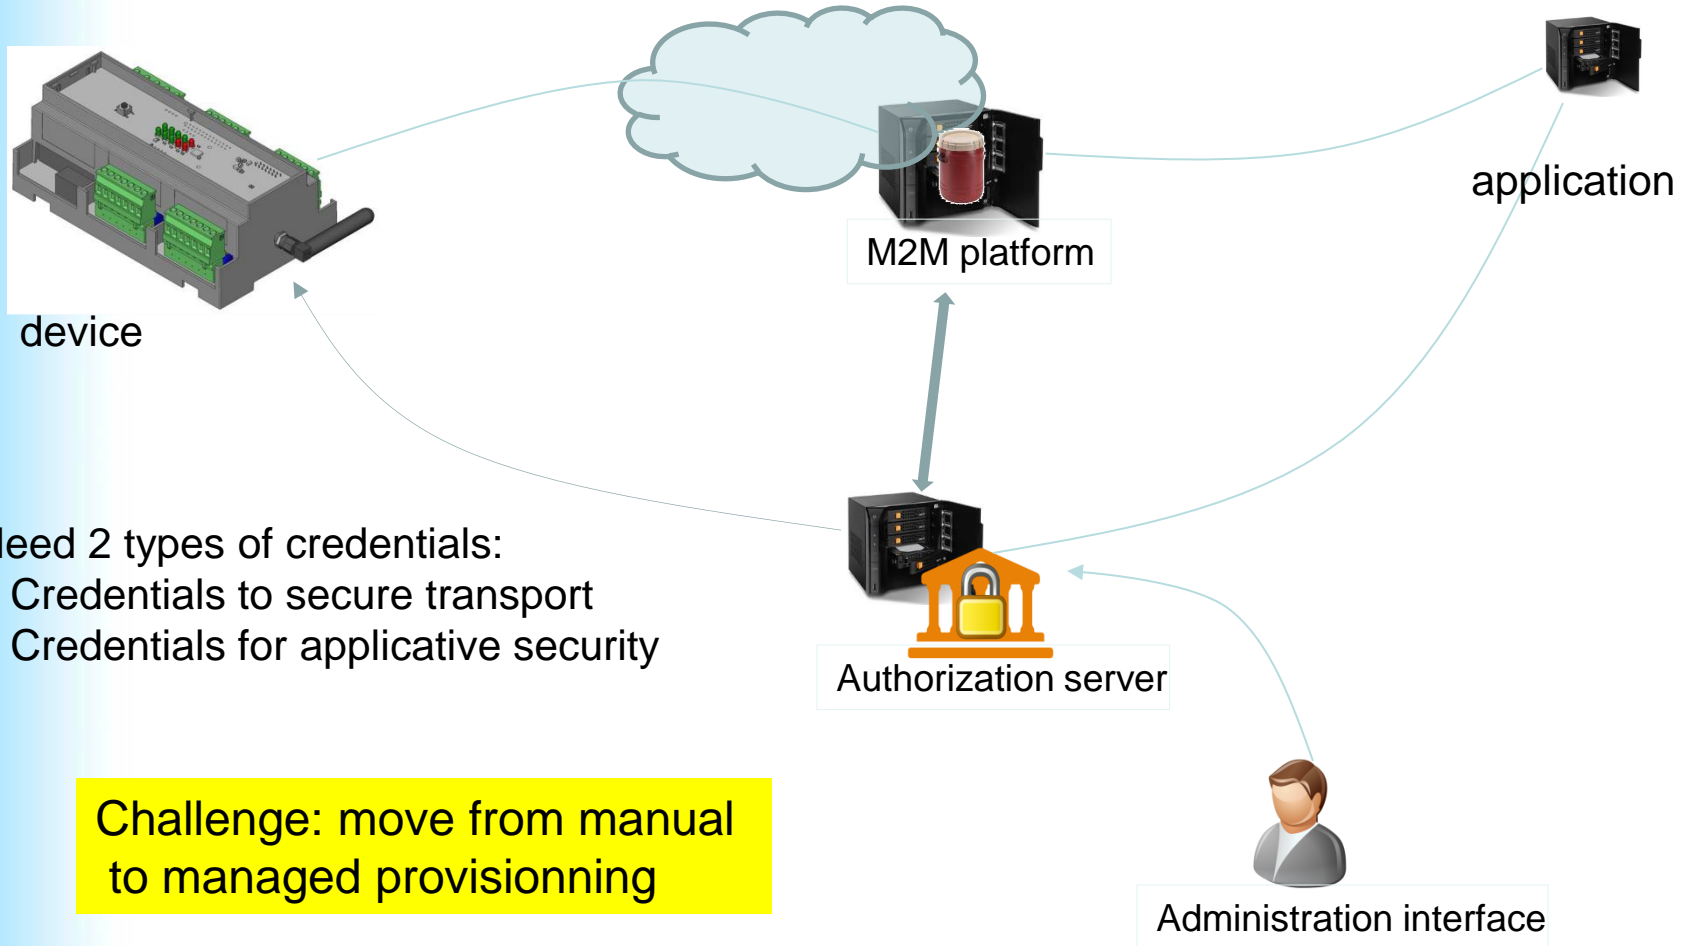 application
M2M platform
device
eed 2 types of credentials:
Credentials to secure transport
Credentials for applicative security
Authorization server
Challenge: move from manual
to managed provisionning
Administration interface